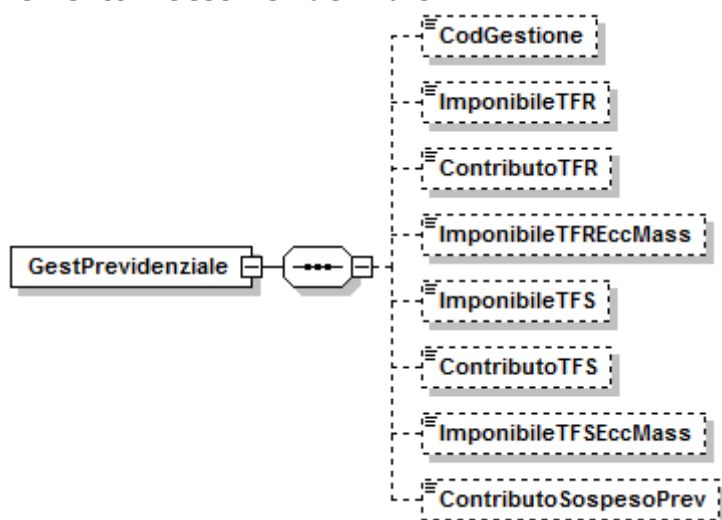 CodGestione
ImponibileTFR
ContributoTFR
ImponibileTFREccMass
GestPrevidenziale
ImponibileTFS
ContributoTFS
ImponibileTFSEccMass
ContributoSospesoPrev